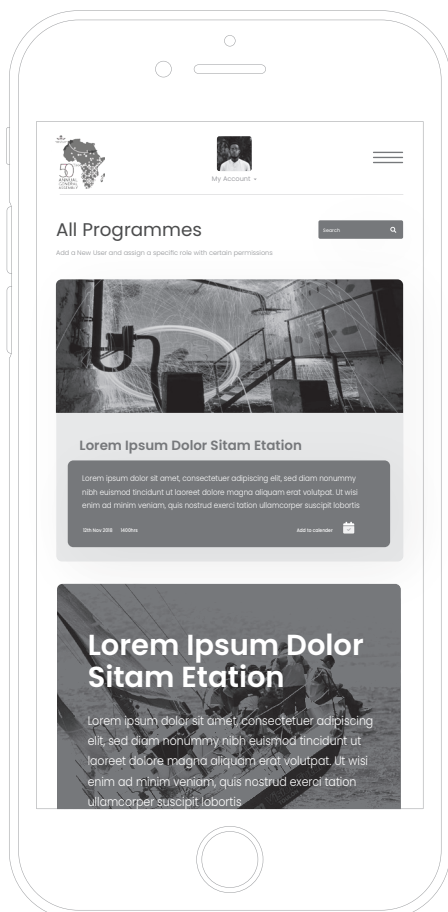 50
ANNUAL
GENERAL
ASSEMBLY
My Account
All Programmes
Search
Add a New User and assign a specific role with certain permissions
Lorem Ipsum Dolor Sitam Etation
Lorem ipsum dolor sit amet, consectetuer adipiscing elit, sed diam nonummy
nibh euismod tincidunt ut laoreet dolore magna aliquam erat volutpat. Ut wisi
enim ad minim veniam, quis nostrud exerci tation ullamcorper suscipit lobortis
12th Nov 2018 1400hrs Add to calender
Lorem Ipsum Dolor
Sitam Etation
Lorem ipsum dolor sit amet, consectetuer adipiscing
elit, sed diam nonummy nibh euismod tincidunt ut
laoreet dolore magna aliquam erat volutpat. Ut wisi
enim ad minim veniam, quis nostrud exerci tation
ullamcorper suscipit lobortis